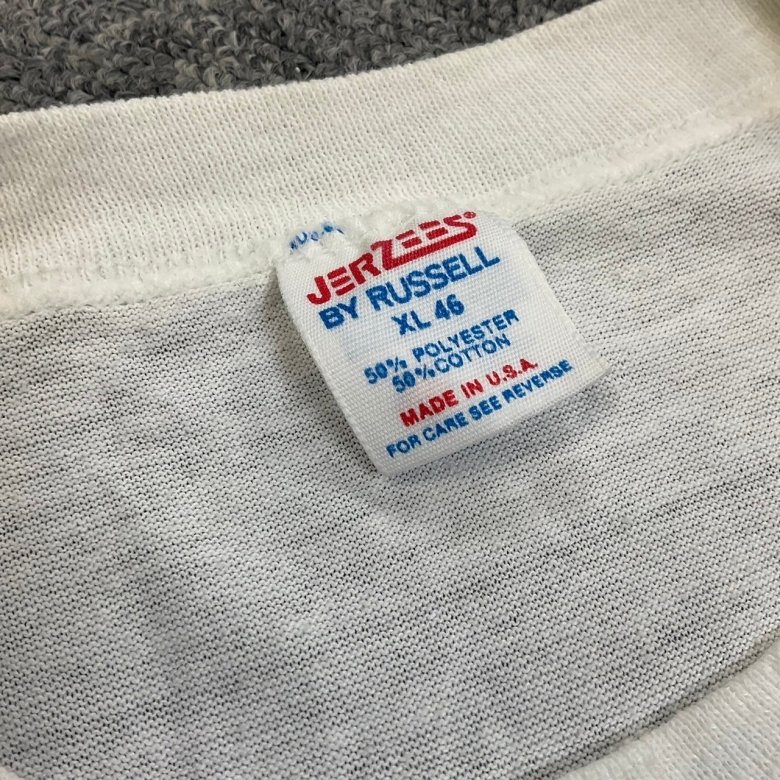 JERZEES®
BY RUSSELL
XL 46
50% POLYESTER
50% COTTON
MADE IN U.S.A.
FOR CARE SEE REVERSE